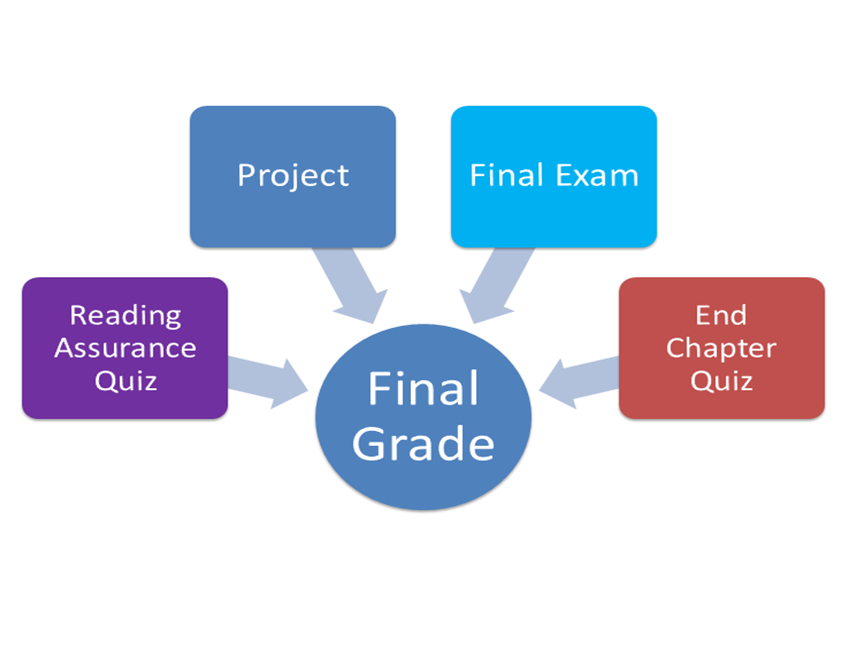 Project
Final Exam
Reading
Assurance
Quiz
End
Chapter
Quiz
Final
Grade